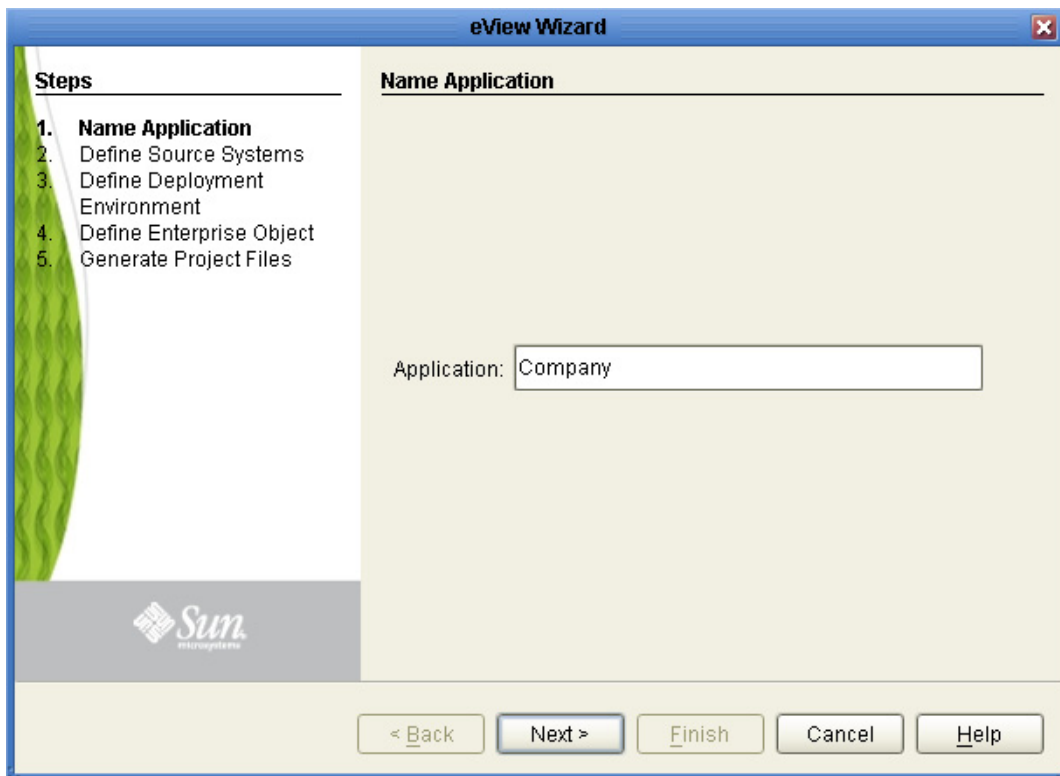 eView Wizard
Steps
1. Name Application
2. Define Source Systems
3. Define Deployment
Environment
4. Define Enterprise Object
5. Generate Project Files
Name Application
Application: Company
Sun
microsystems
< Back
Next >
Finish
Cancel
Help